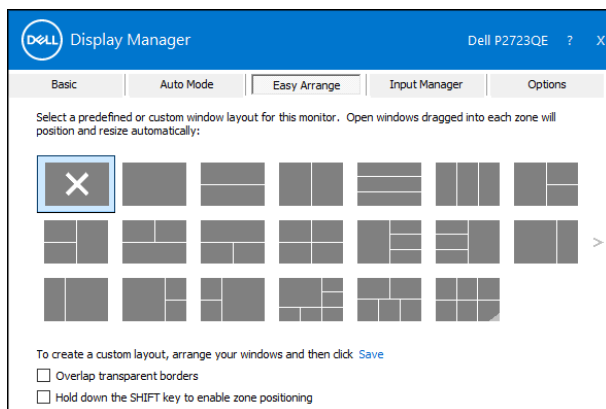 DELL Display Manager Dell P2723QE ? X
Basic Auto Mode Easy Arrange Input Manager Options
Select a predefined or custom window layout for this monitor. Open windows dragged into each zone will
position and resize automatically:
>
To create a custom layout, arrange your windows and then click Save
Overlap transparent borders
Hold down the SHIFT key to enable zone positioning